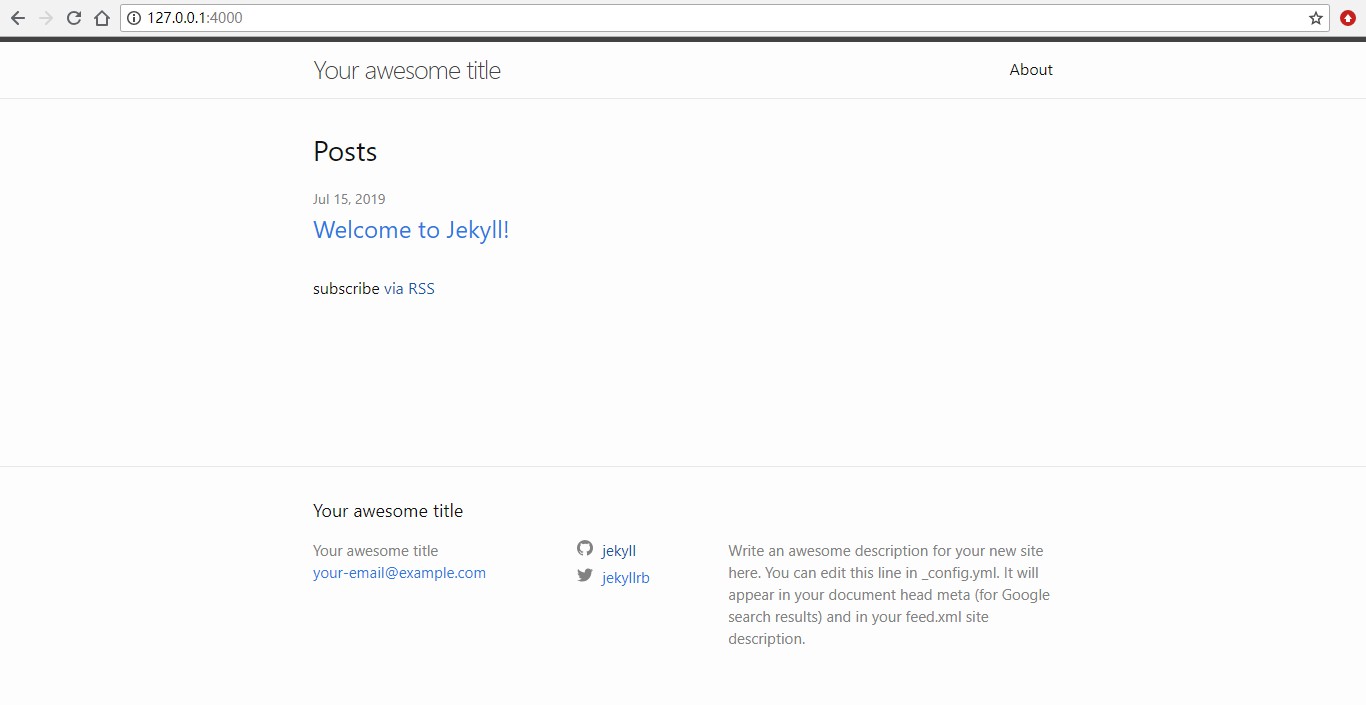 127.0.0.1:4000
Your awesome title
About
Posts
Jul 15, 2019
Welcome to Jekyll!
subscribe via RSS
Your awesome title
Your awesome title
your-email@example.com
jekyll
jekyllrb
Write an awesome description for your new site
here. You can edit this line in _config.yml. It will
appear in your document head meta (for Google
search results) and in your feed.xml site
description.